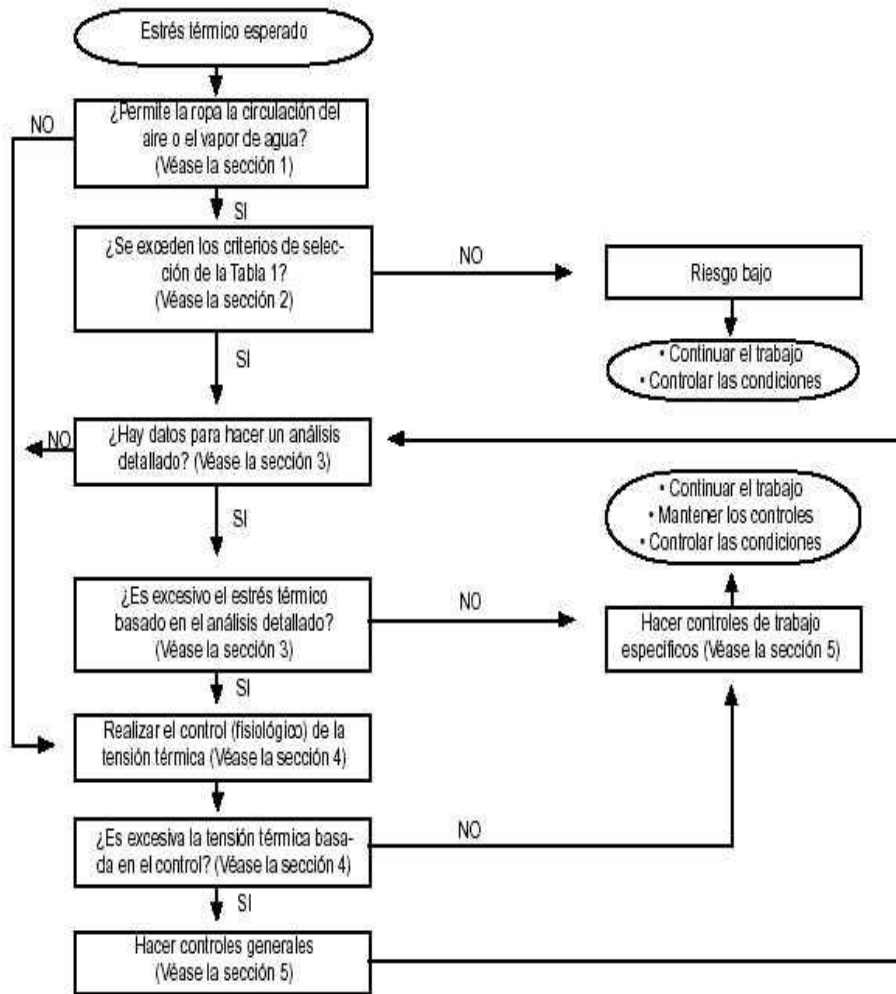 Estrés térmico esperado
¿Permite la ropa la circulación del
aire o el vapor de agua?
(Véase la sección 1)
NO
SI
¿Se exceden los criterios de selec-
ción de la Tabla 1?
(Véase la sección 2)
NO
Riesgo bajo
• Continuar el trabajo
• Controlar las condiciones
SI
¿Hay datos para hacer un análisis
detallado? (Véase la sección 3)
NO
SI
• Continuar el trabajo
• Mantener los controles
• Controlar las condiciones
¿Es excesivo el estrés térmico
basado en el análisis detallado?
(Véase la sección 3)
NO
Hacer controles de trabajo
específicos (Véase la sección 5)
SI
Realizar el control (fisiológico) de la
tensión térmica (Véase la sección 4)
¿Es excesiva la tensión térmica basa-
da en el control? (Véase la sección 4)
NO
SI
Hacer controles generales
(Véase la sección 5)